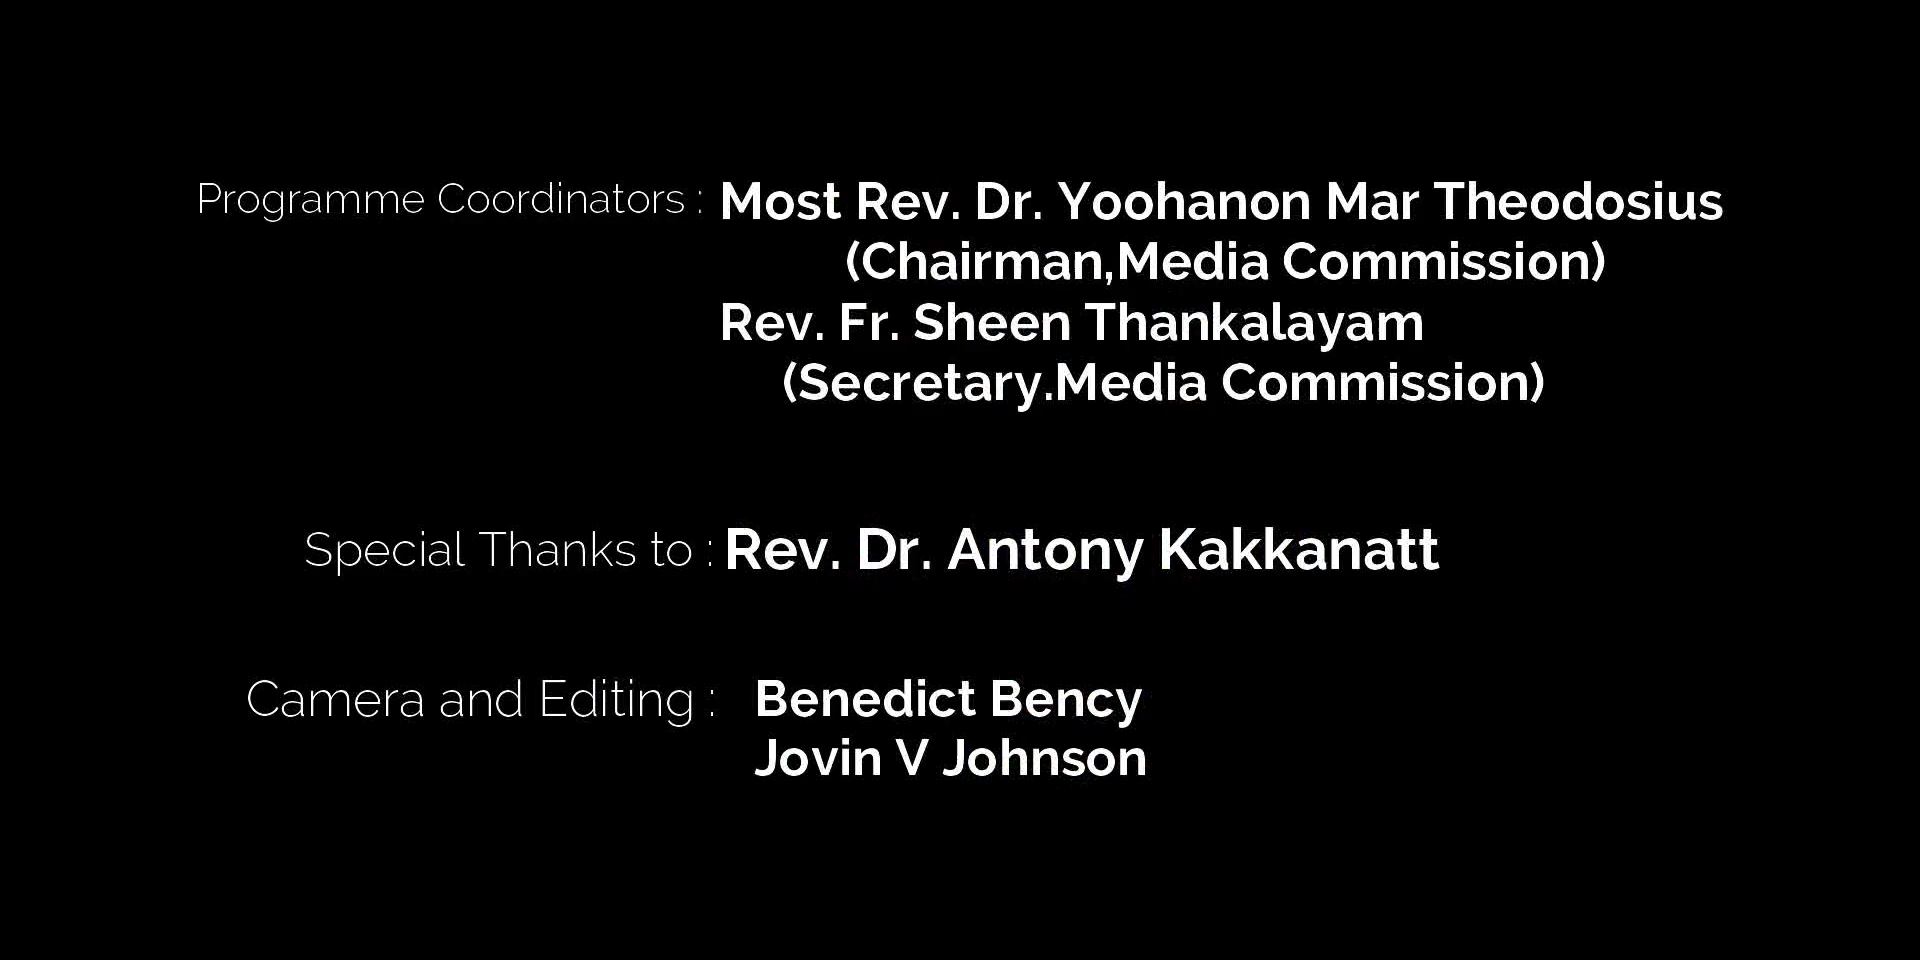 Programme Coordinators : Most Rev. Dr. Yoohanon Mar Theodosius
(Chairman,Media Commission)
Rev. Fr. Sheen Thankalayam
(Secretary.Media Commission)
Special Thanks to : Rev. Dr. Antony Kakkanatt
Camera and Editing : Benedict Bency
Jovin V Johnson